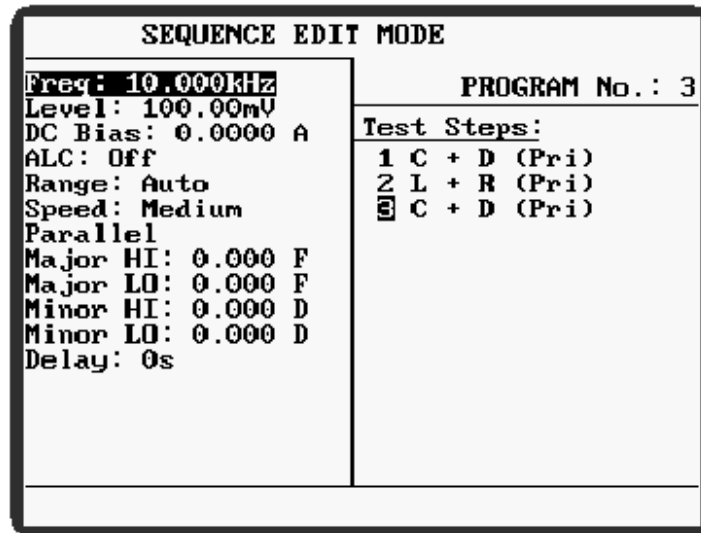 SEQUENCE EDIT MODE
Freq: 10.000kHz
Level: 100.00mV
DC Bias: 0.0000 A
ALC: Off
Range: Auto
Speed: Medium
Parallel
Major HI: 0.000 F
Major LO: 0.000 F
Minor HI: 0.000 D
Minor LO: 0.000 D
Delay: 0s
PROGRAM No.: 3
Test Steps:
1 C + D (Pri)
2 L + R (Pri)
3 C + D (Pri)